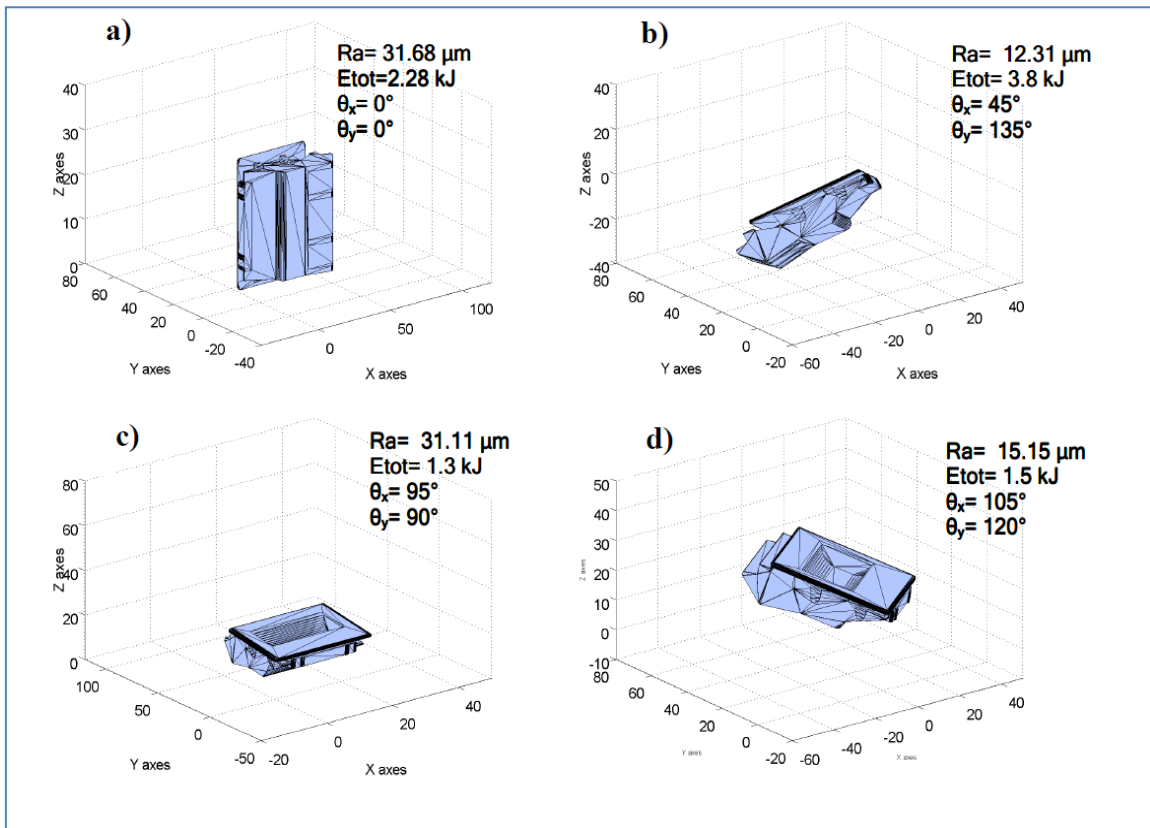 a)
Ra= 31.68 µm
Etot=2.28 kJ
θx= 0°
θy= 0°
40
30
20
10
0
Z axes
80
60
40
20
0
-20
-40
Y axes
0
50
100
X axes
b)
Ra= 12.31 µm
Etot= 3.8 kJ
θx= 45°
θy= 135°
40
20
0
-20
-40
Z axes
80
60
40
20
0
-20
Y axes
-60
-40
-20
0
20
40
X axes
c)
Ra= 31.11 µm
Etot= 1.3 kJ
θx= 95°
θy= 90°
80
60
40
20
0
Z axes
100
50
0
-50
Y axes
-20
0
20
40
X axes
d)
Ra= 15.15 µm
Etot= 1.5 kJ
θx= 105°
θy= 120°
50
40
30
20
10
0
-10
Z axes
80
60
40
20
0
-20
Y axes
-60
-40
-20
0
20
40
X axes